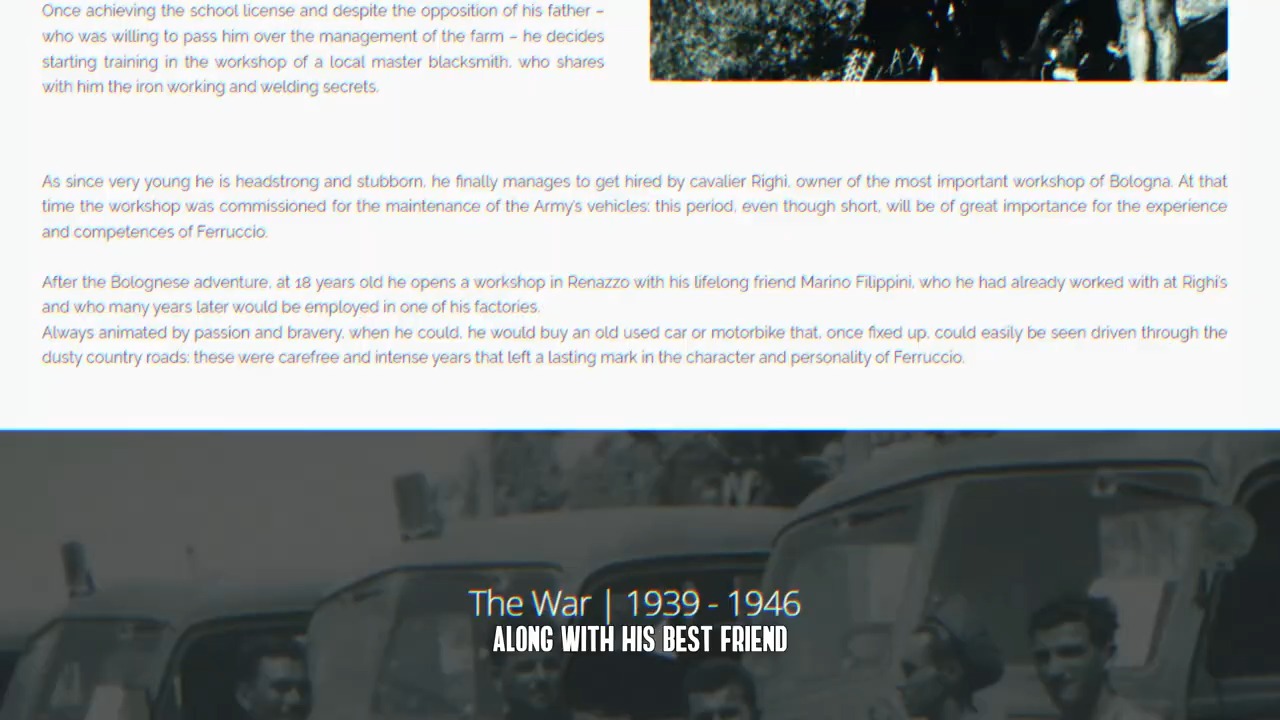 Once achieving the school license and despite the opposition of his father –
who was willing to pass him over the management of the farm – he decides
starting training in the workshop of a local master blacksmith, who shares
with him the iron working and welding secrets.
As since very young he is headstrong and stubborn, he finally manages to get hired by cavalier Righi, owner of the most important workshop of Bologna. At that
time the workshop was commissioned for the maintenance of the Army's vehicles: this period, even though short, will be of great importance for the experience
and competences of Ferruccio.
After the Bolognese adventure, at 18 years old he opens a workshop in Renazzo with his lifelong friend Marino Filippini, who he had already worked with at Righi's
and who many years later would be employed in one of his factories.
Always animated by passion and bravery, when he could, he would buy an old used car or motorbike that, once fixed up, could easily be seen driven through the
dusty country roads: these were carefree and intense years that left a lasting mark in the character and personality of Ferruccio.
The War | 1939 - 1946
ALONG WITH HIS BEST FRIEND